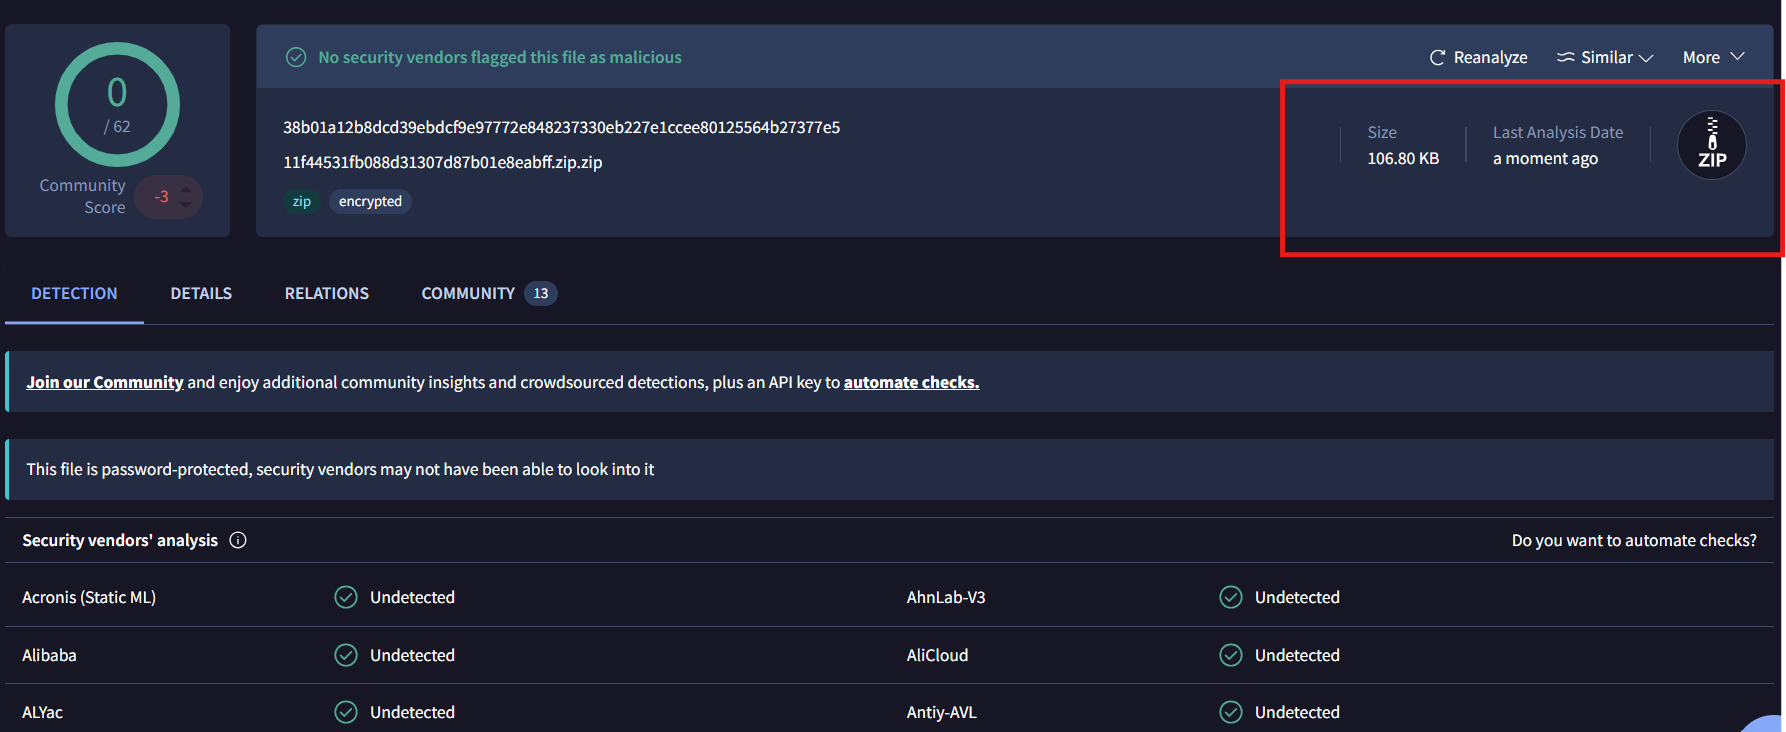 0
/ 62
Community
Score
-3
No security vendors flagged this file as malicious
Reanalyze
Similar
More
38b01a12b8dcd39ebdcf9e97772e848237330eb227e1ccee80125564b27377e5
11f44531fb088d31307d87b01e8eabff.zip.zip
zip
encrypted
Size
106.80 KB
Last Analysis Date
a moment ago
ZIP
DETECTION
DETAILS
RELATIONS
COMMUNITY
13
Join our Community and enjoy additional community insights and crowdsourced detections, plus an API key to automate checks.
This file is password-protected, security vendors may not have been able to look into it
Security vendors' analysis
Do you want to automate checks?
Acronis (Static ML)
Undetected
AhnLab-V3
Undetected
Alibaba
Undetected
AliCloud
Undetected
ALYac
Undetected
Antiy-AVL
Undetected